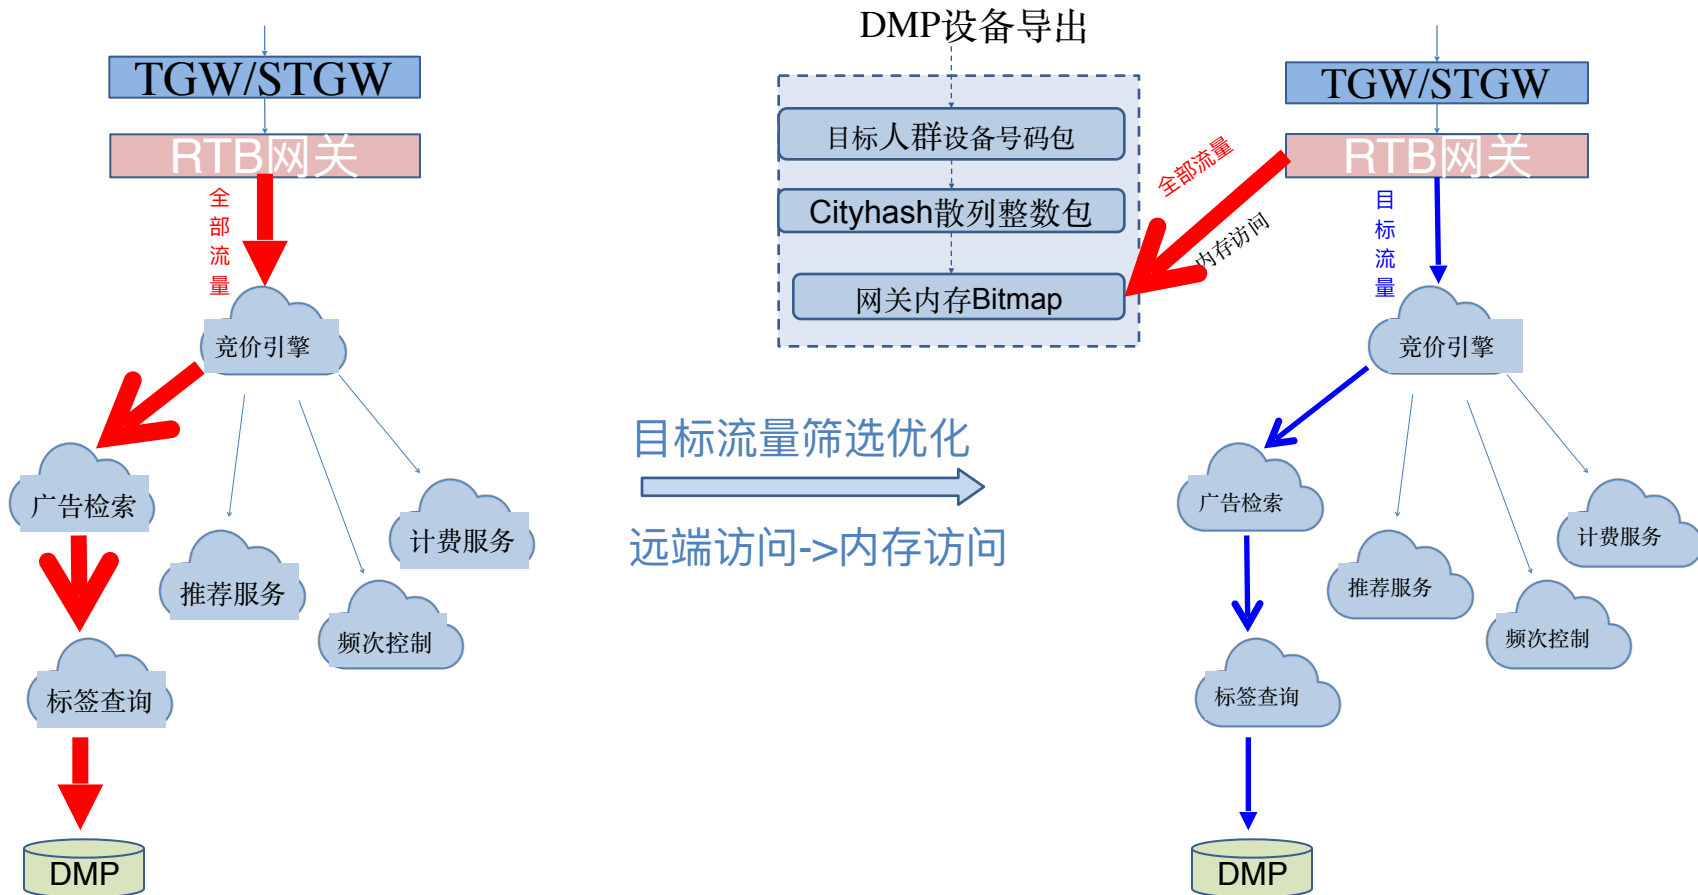 TGW/STGW
RTB网关
全部流量
竞价引擎
广告检索
推荐服务
频次控制
计费服务
标签查询
DMP
DMP设备导出
目标人群设备号码包
Cityhash散列整数包
网关内存Bitmap
全部流量
内存访问
目标流量筛选优化
远端访问->内存访问
TGW/STGW
RTB网关
目标流量
竞价引擎
广告检索
推荐服务
频次控制
计费服务
标签查询
DMP